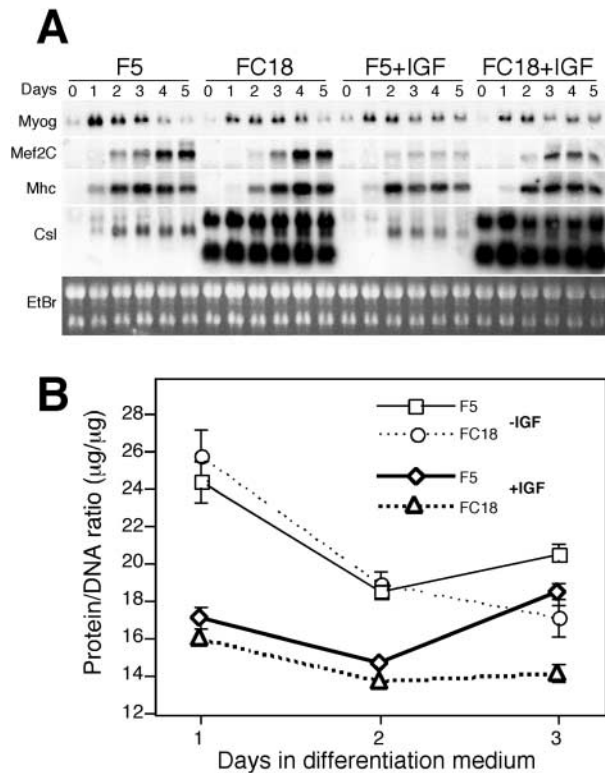 A
F5 FC18 F5+IGF FC18+IGF
Days 0 1 2 3 4 5 0 1 2 3 4 5 0 1 2 3 4 5 0 1 2 3 4 5
Myog
Mef2C
Mhc
Csl
EtBr
B
Protein/DNA ratio (μg/μg)
28
26
24
22
20
18
16
14
12
F5
-IGF
FC18
F5
+IGF
FC18
1 2 3
Days in differentiation medium